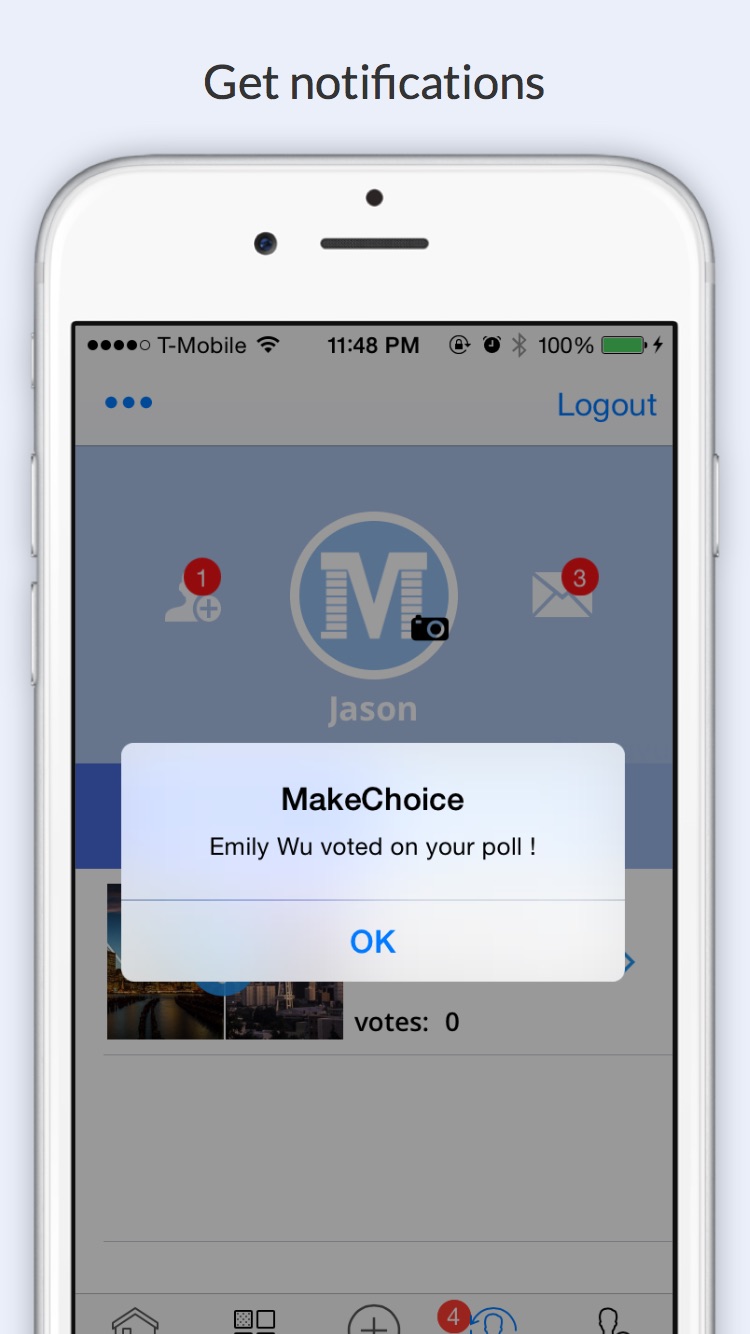 Get notifications
T-Mobile 11:48 PM 100%
Logout
1
3
M
Jason
MakeChoice
Emily Wu voted on your poll !
OK
votes: 0
4